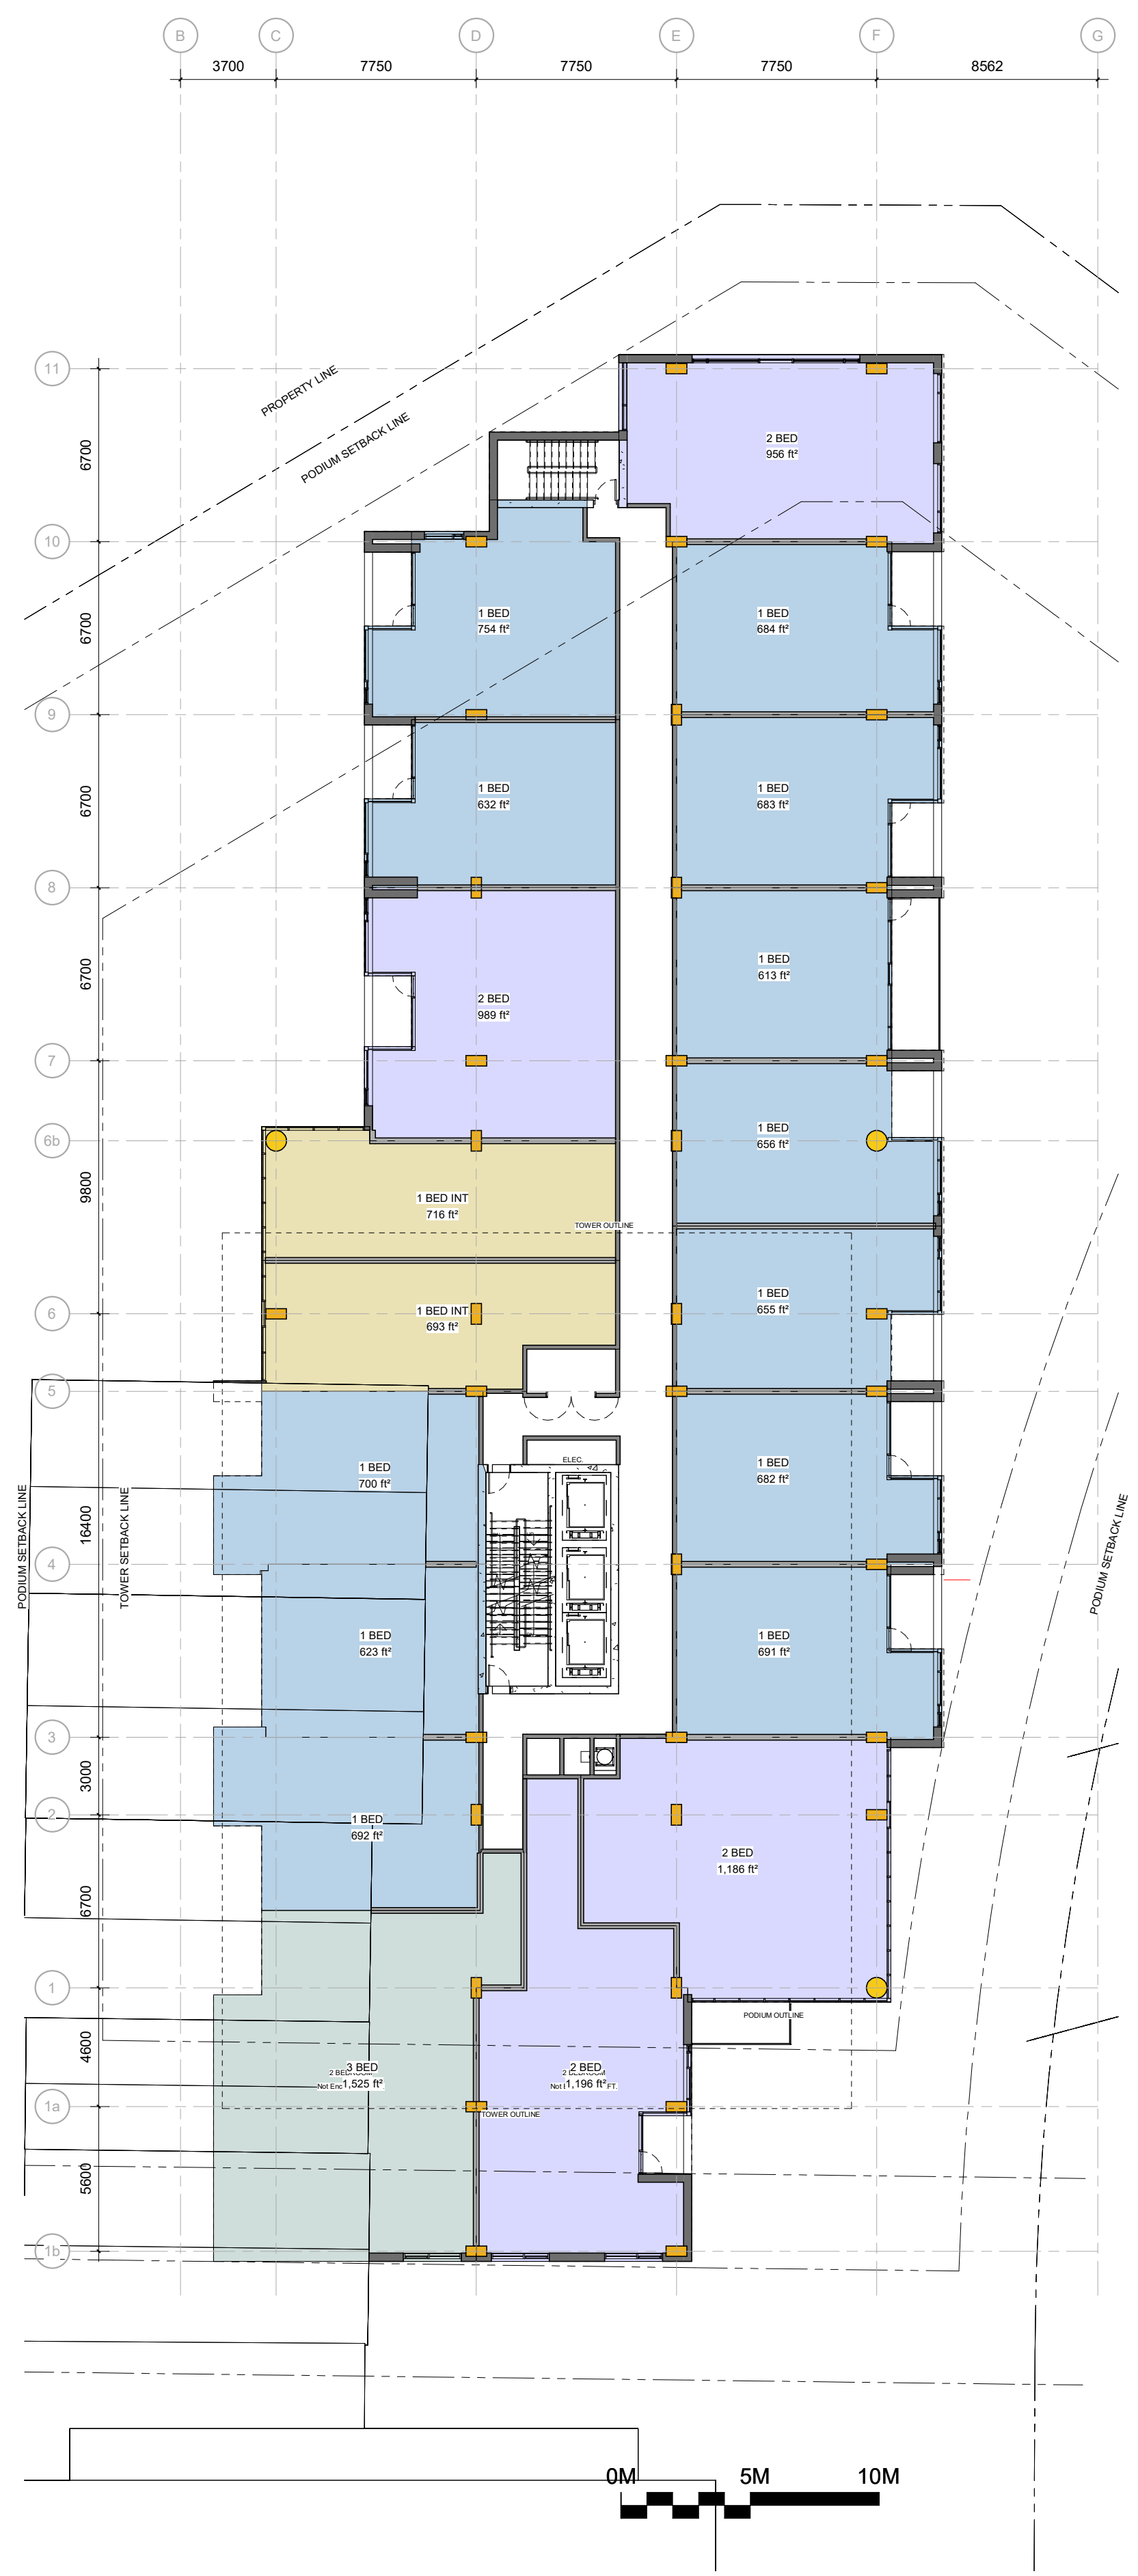 B
C
D
E
F
G
3700
7750
7750
7750
8562
PROPERTY LINE
PODIUM SETBACK LINE
11
6700
2 BED
956 ft²
10
6700
1 BED
754 ft²
1 BED
684 ft²
9
6700
1 BED
632 ft²
1 BED
683 ft²
8
6700
2 BED
989 ft²
1 BED
613 ft²
7
6b
1 BED
656 ft²
9800
1 BED INT
716 ft²
TOWER OUTLINE
6
1 BED INT
693 ft²
1 BED
655 ft²
5
1 BED
700 ft²
ELEC.
1 BED
682 ft²
PODIUM SETBACK LINE
TOWER SETBACK LINE
16400
PODIUM SETBACK LINE
4
1 BED
623 ft²
1 BED
691 ft²
3
3000
2
1 BED
692 ft²
2 BED
1,186 ft²
6700
1
PODIUM OUTLINE
4600
3 BED
1,525 ft²
2 BED
1,196 ft²
Not
FT.
1a
TOWER OUTLINE
5600
1b
0M
5M
10M